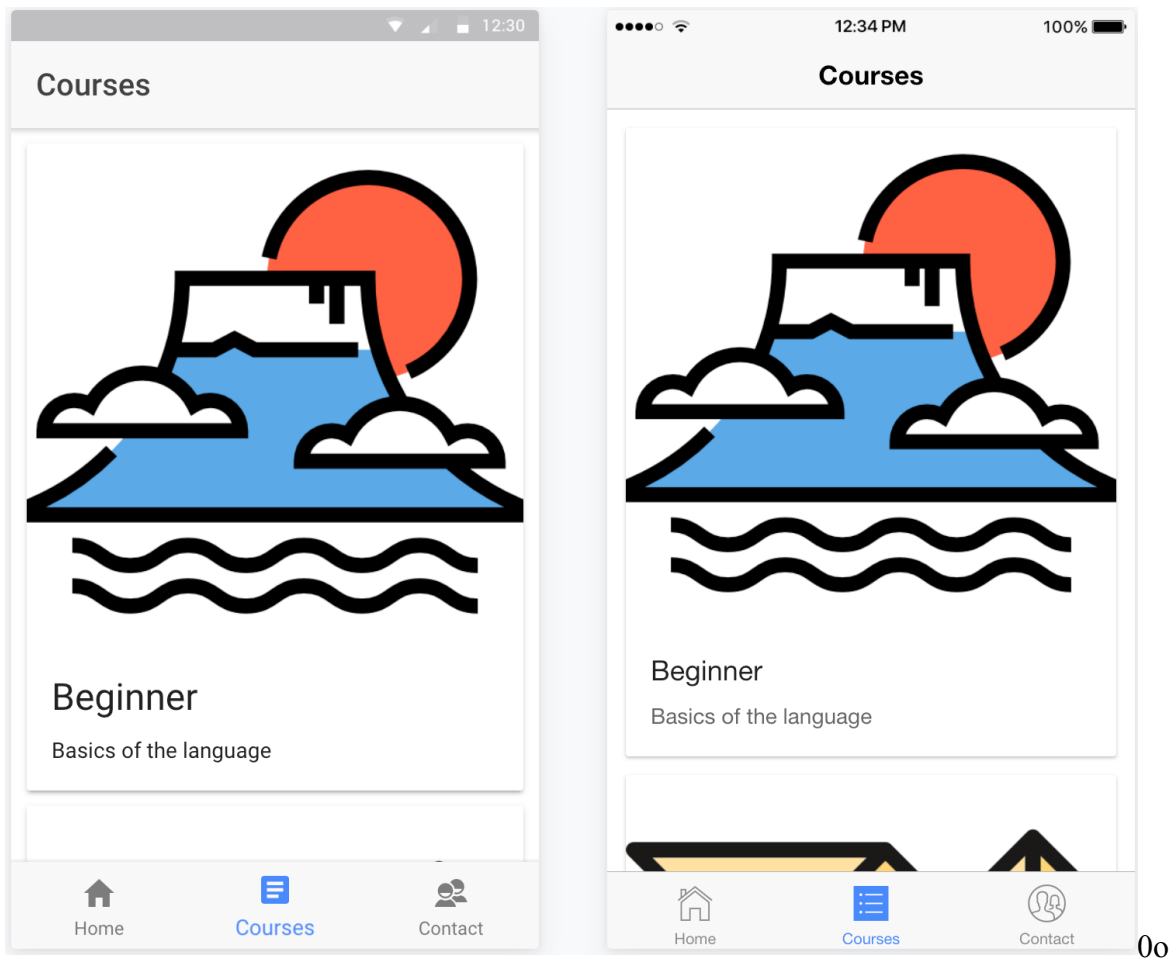 12:30
Courses
Beginner
Basics of the language
Home Courses Contact
12:34 PM 100%
Courses
Beginner
Basics of the language
Home Courses Contact
0o